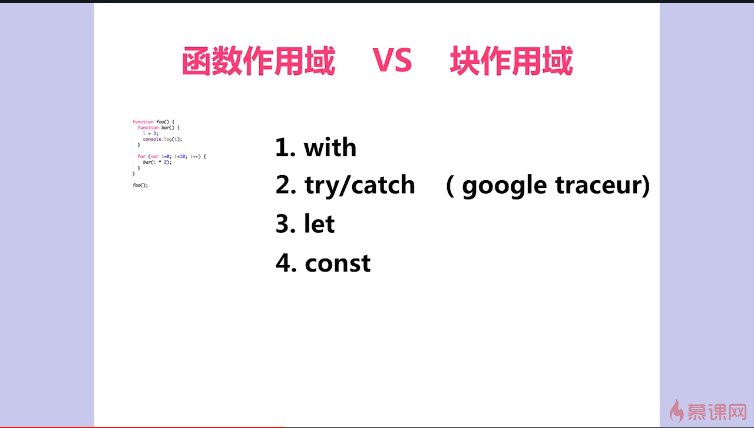 函数作用域 VS 块作用域
function foo() {
function bar() {
i = 3;
console.log(i);
}
for (var i=0; i<10; i++) {
bar(i * 2);
}
}
foo();
1. with
2. try/catch ( google traceur)
3. let
4. const
慕课网